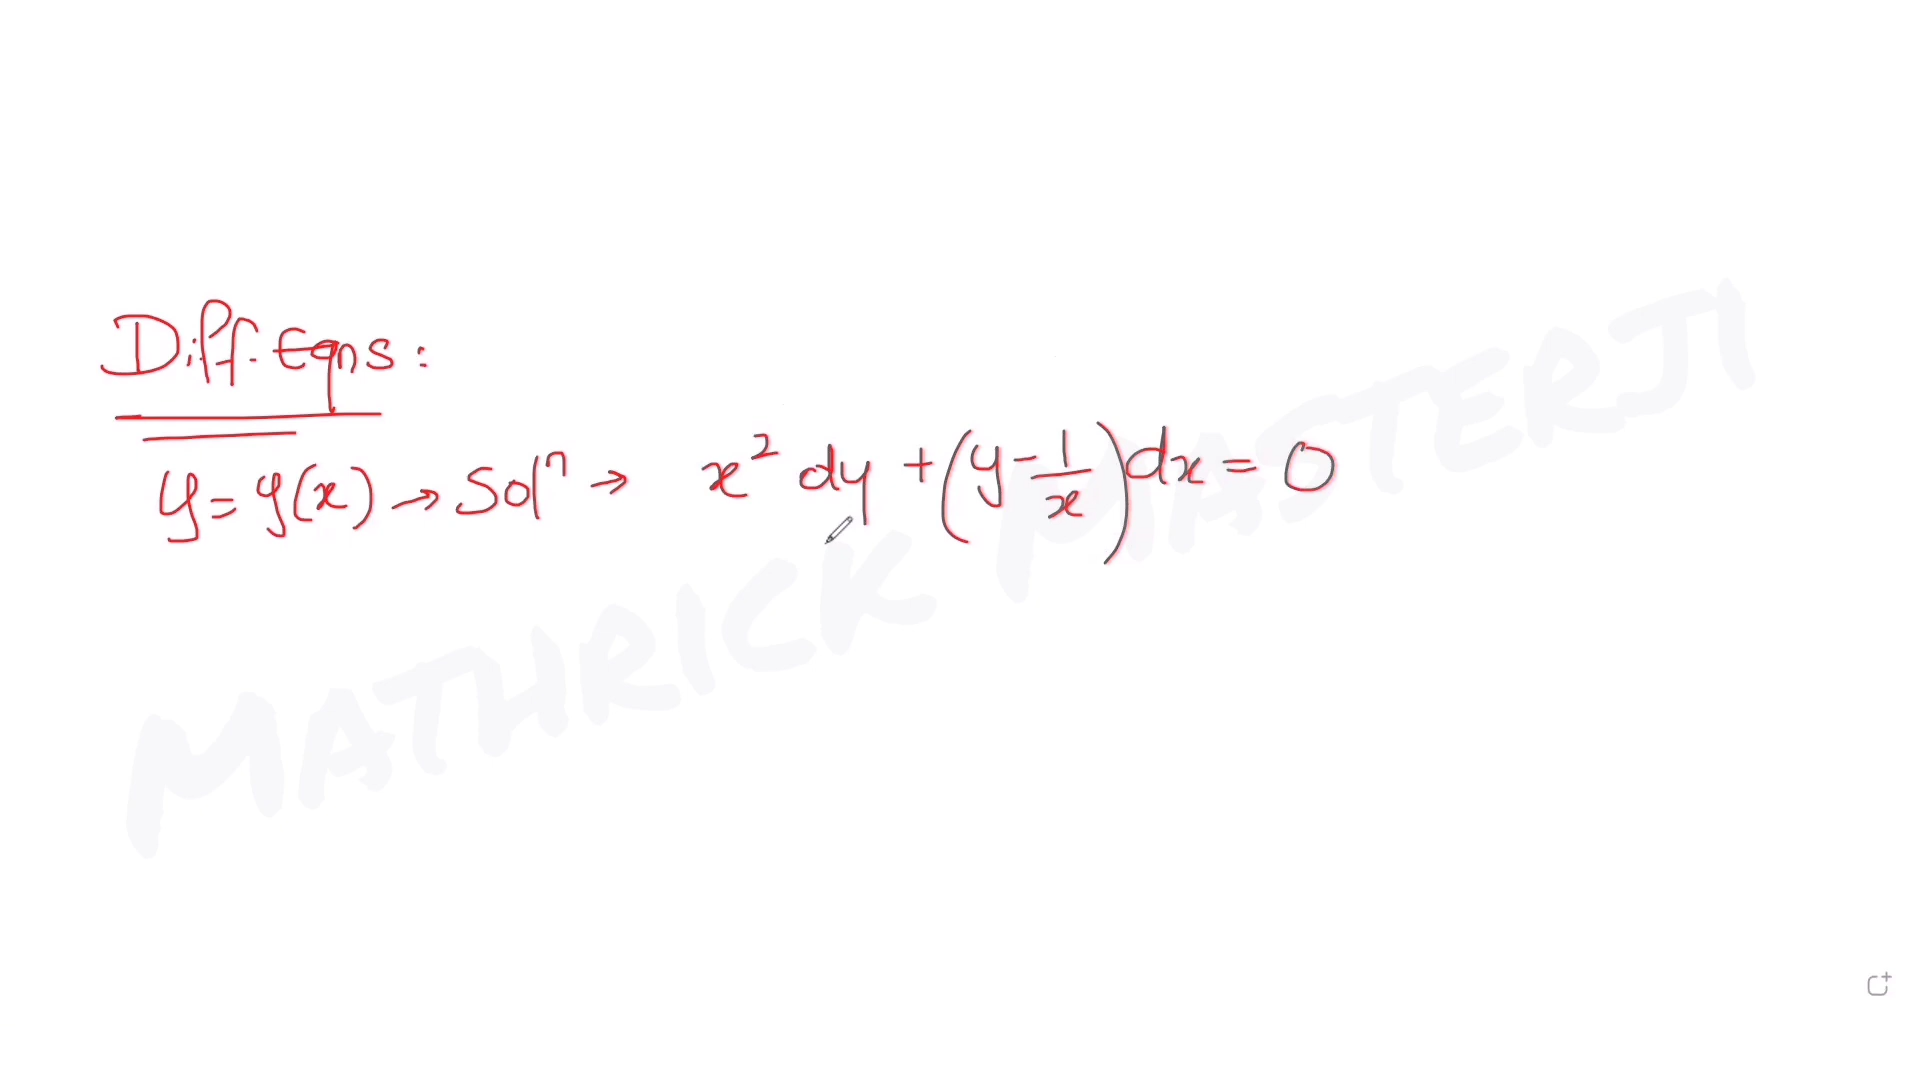 Diff. Eqns:
y = y(x) → Solⁿ → x² dy + (y - 1/x) dx = 0
MATHRICK MASTERJI